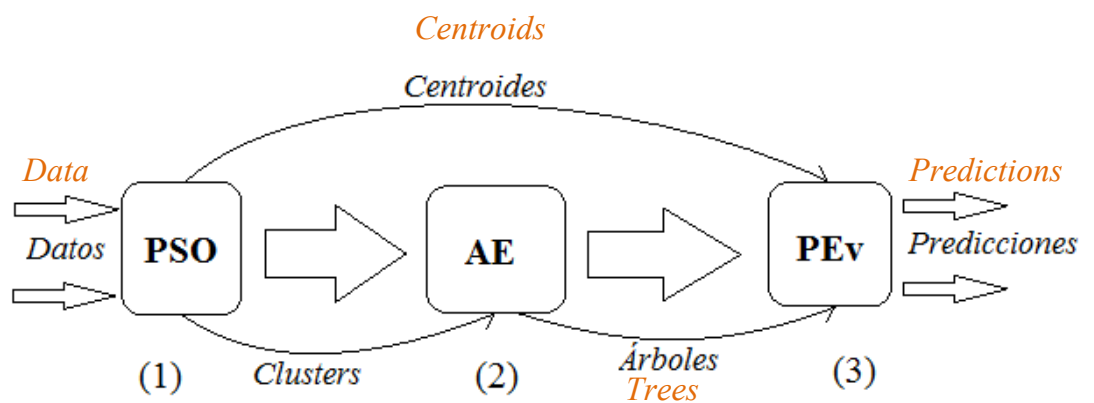 Centroids
Centroides
Data
Predictions
Datos
PSO
AE
PEv
Predicciones
Clusters
Árboles
Trees
(1)
(2)
(3)